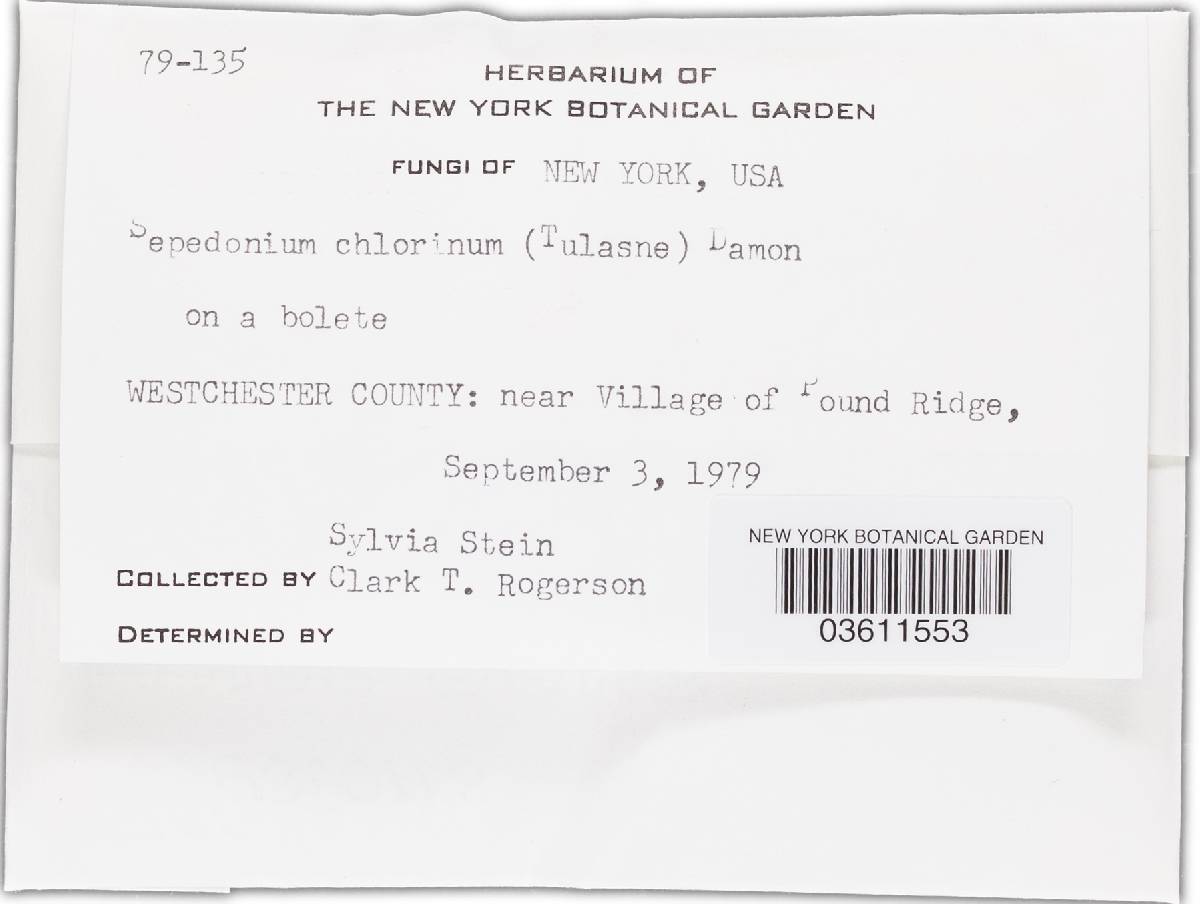 79-135
HERBARIUM OF
THE NEW YORK BOTANICAL GARDEN
FUNGI OF NEW YORK, USA
Sepedonium chlorinum (Tulasne) Damon
on a bolete
WESTCHESTER COUNTY: near Village of Pound Ridge,
September 3, 1979
Sylvia Stein
COLLECTED BY Clark T. Rogerson
DETERMINED BY
NEW YORK BOTANICAL GARDEN
03611553